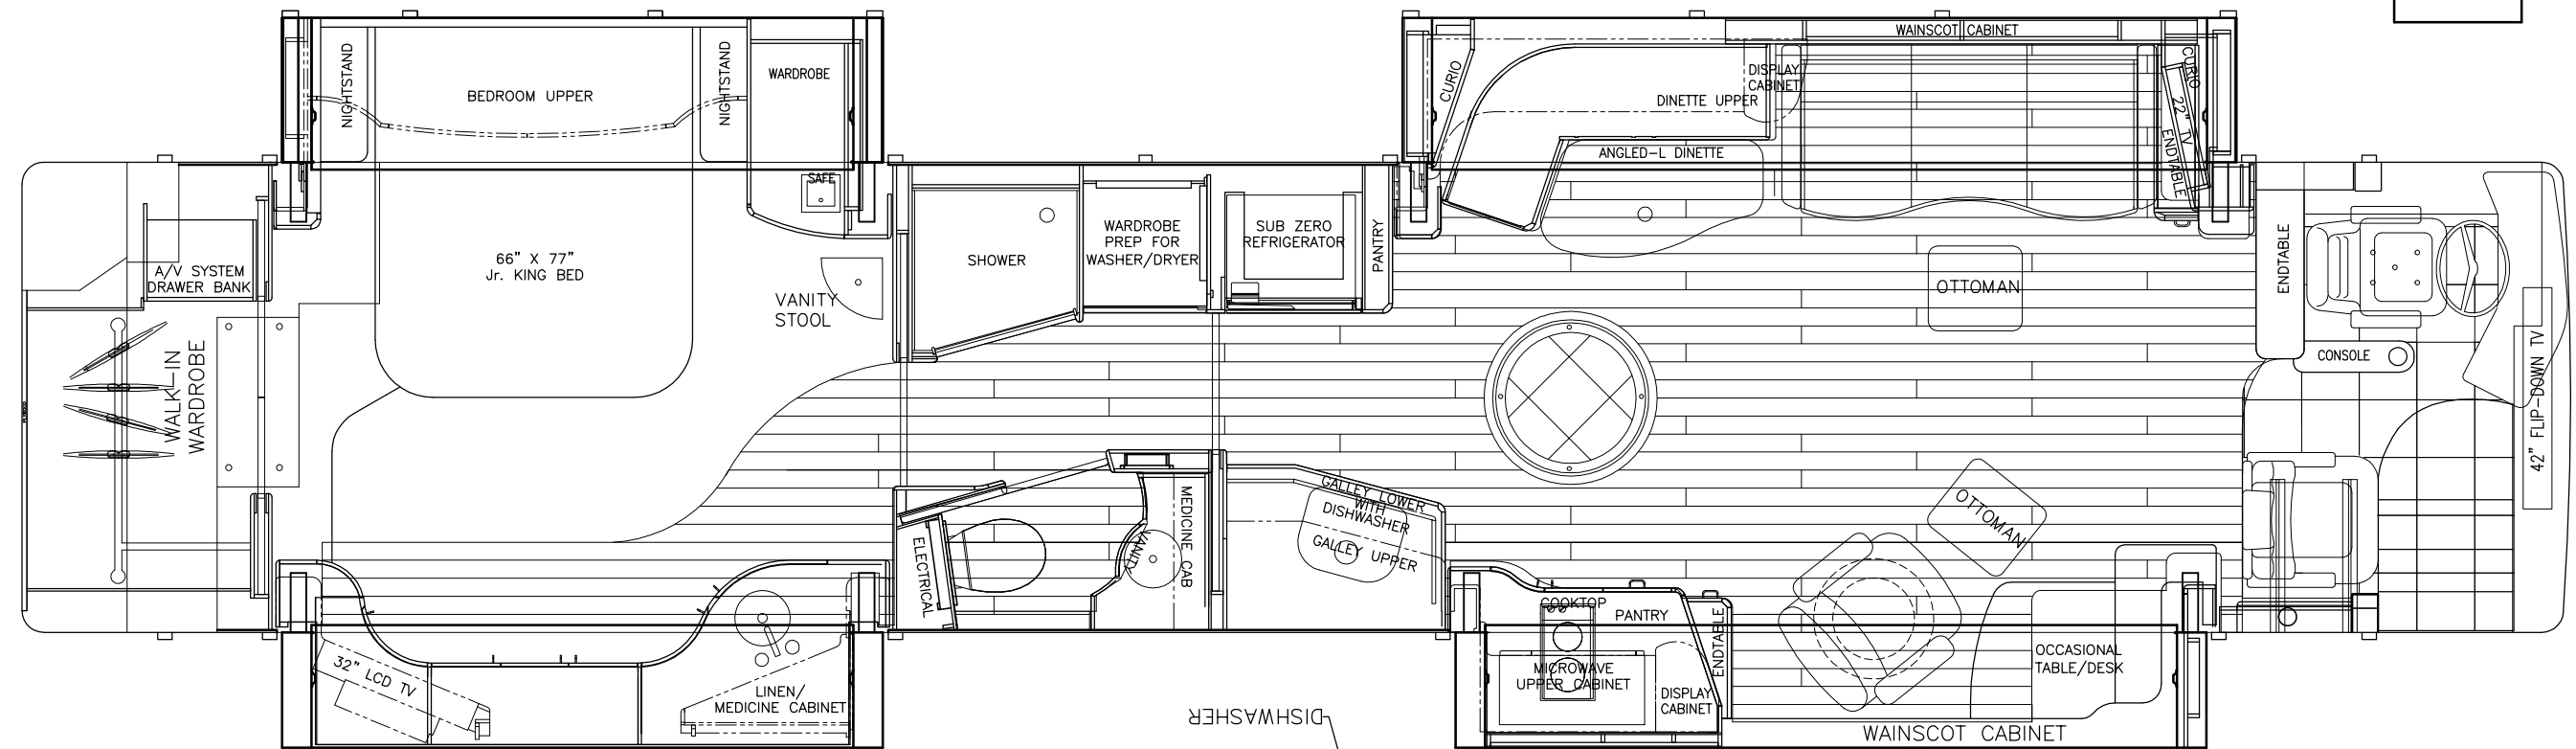 NIGHTSTAND
BEDROOM UPPER
NIGHTSTAND
WARDROBE
SAFE
A/V SYSTEM
DRAWER BANK
66" X 77"
Jr. KING BED
VANITY
STOOL
WALK-IN
WARDROBE
SHOWER
WARDROBE
PREP FOR
WASHER/DRYER
SUB ZERO
REFRIGERATOR
PANTRY
CURIO
WAINSCOT CABINET
DISPLAY
CABINET
DINETTE UPPER
ANGLED-L DINETTE
CURIO
22" TV
ENDTABLE
OTTOMAN
ENDTABLE
CONSOLE
42" FLIP-DOWN TV
ELECTRICAL
VANITY
MEDICINE CAB
GALLEY LOWER
WITH
DISHWASHER
GALLEY UPPER
OTTOMAN
32" LCD TV
LINEN/
MEDICINE CABINET
COOKTOP
PANTRY
MICROWAVE
UPPER CABINET
DISPLAY
CABINET
ENDTABLE
OCCASIONAL
TABLE/DESK
WAINSCOT CABINET
DISHWASHER